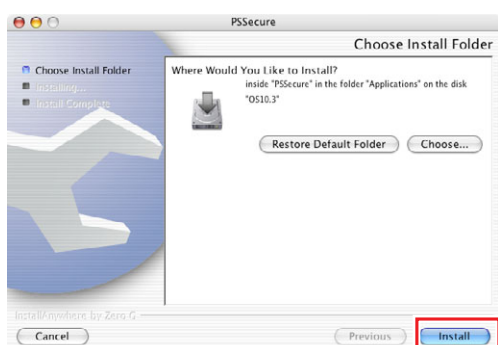 PSSecure
Choose Install Folder
Choose Install Folder
Installing...
Install Complete
Where Would You Like to Install?
inside "PSSecure" in the folder "Applications" on the disk
"OS10.3"
Restore Default Folder
Choose...
InstallAnywhere by Zero G
Cancel
Previous
Install